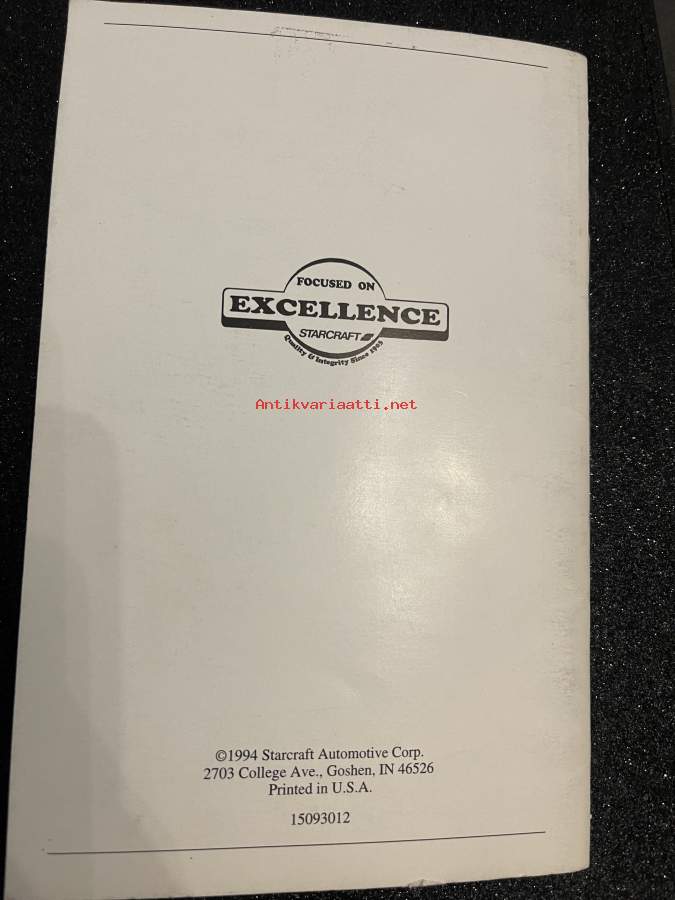 FOCUSED ON
EXCELLENCE
STARCRAFT
Quality & Integrity Since 1903
Antikvariaatti.net
©1994 Starcraft Automotive Corp.
2703 College Ave., Goshen, IN 46526
Printed in U.S.A.
15093012